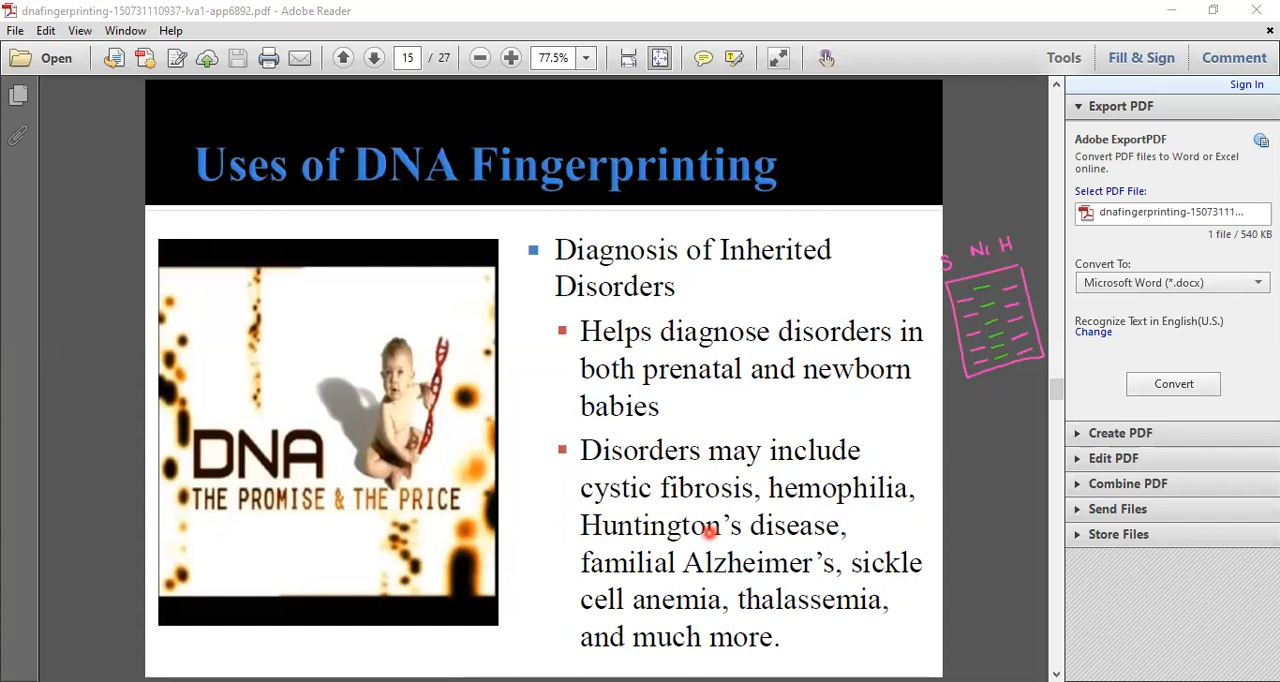 dnafingerprinting-150731110937-lva1-app6892.pdf - Adobe Reader
File Edit View Window Help
Open 15 / 27 77.5% Tools Fill & Sign Comment
Sign In
Export PDF
Adobe ExportPDF
Convert PDF files to Word or Excel
online.
Select PDF File:
dnafingerprinting-15073111...
1 file / 540 KB
Convert To:
Microsoft Word (*.docx)
Recognize Text in English(U.S.)
Change
Convert
Create PDF
Edit PDF
Combine PDF
Send Files
Store Files
Uses of DNA Fingerprinting
DNA
THE PROMISE & THE PRICE
Diagnosis of Inherited
Disorders
Helps diagnose disorders in
both prenatal and newborn
babies
Disorders may include
cystic fibrosis, hemophilia,
Huntington's disease,
familial Alzheimer's, sickle
cell anemia, thalassemia,
and much more.
S H